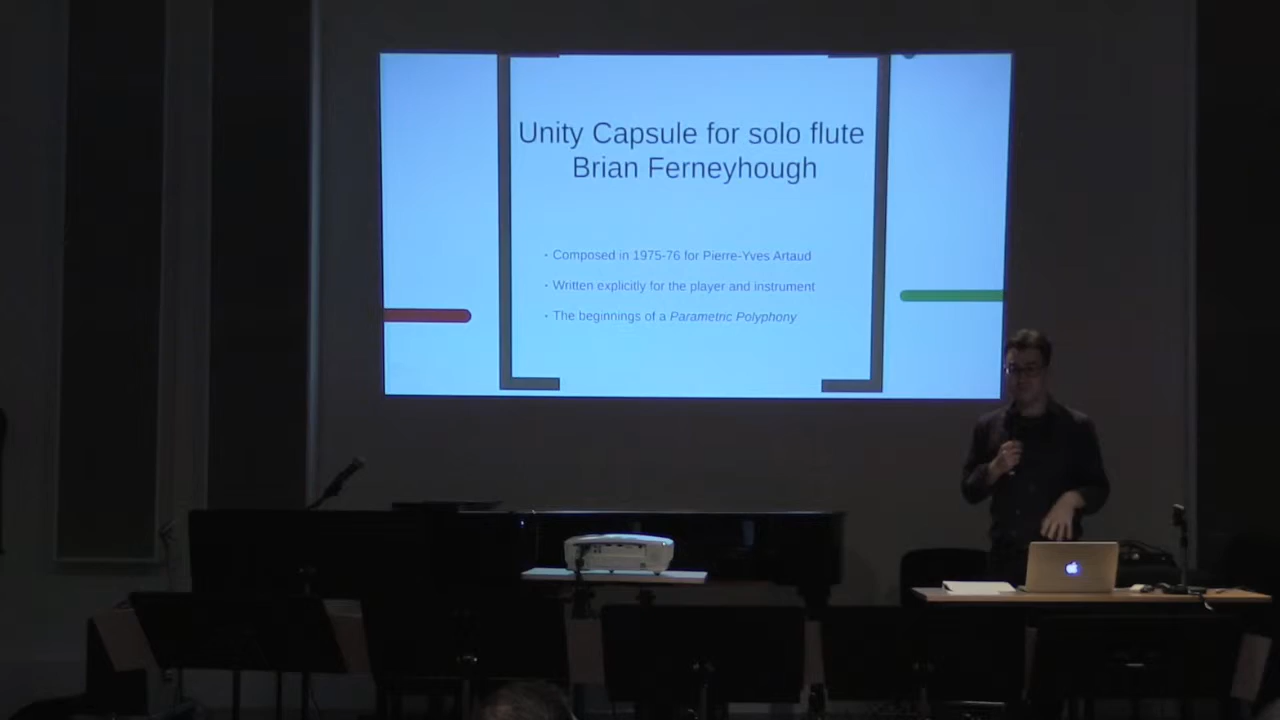 Unity Capsule for solo flute
Brian Ferneyhough
• Composed in 1975-76 for Pierre-Yves Artaud
• Written explicitly for the player and instrument
• The beginnings of a Parametric Polyphony